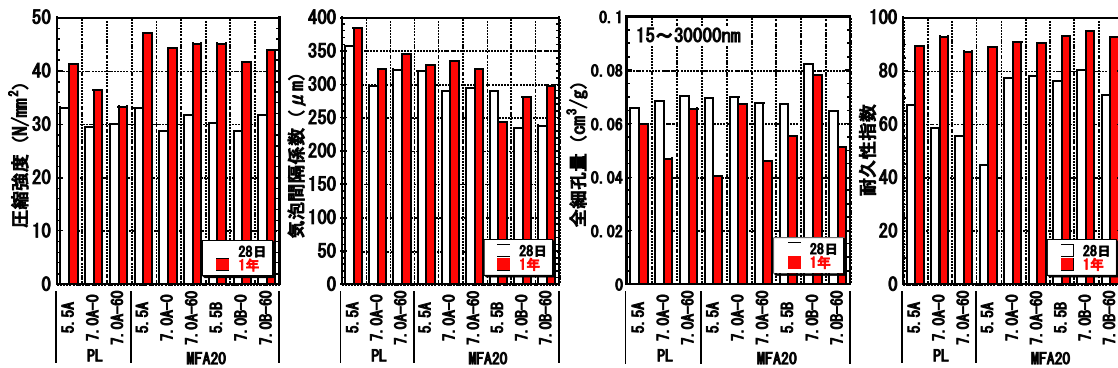 圧縮強度 (N/mm²)
50
40
30
20
10
0
28日
1年
5.5A
7.0A-0
7.0A-60
5.5A
7.0A-0
7.0A-60
5.5B
7.0B-0
7.0B-60
PL
MFA20
気泡間隔係数 (μm)
400
350
300
250
200
150
100
50
0
28日
1年
5.5A
7.0A-0
7.0A-60
5.5A
7.0A-0
7.0A-60
5.5B
7.0B-0
7.0B-60
PL
MFA20
全細孔量 (cm³/g)
0.1
0.08
0.06
0.04
0.02
0
15～30000nm
28日
1年
5.5A
7.0A-0
7.0A-60
5.5A
7.0A-0
7.0A-60
5.5B
7.0B-0
7.0B-60
PL
MFA20
耐久性指数
100
80
60
40
20
0
28日
1年
5.5A
7.0A-0
7.0A-60
5.5A
7.0A-0
7.0A-60
5.5B
7.0B-0
7.0B-60
PL
MFA20